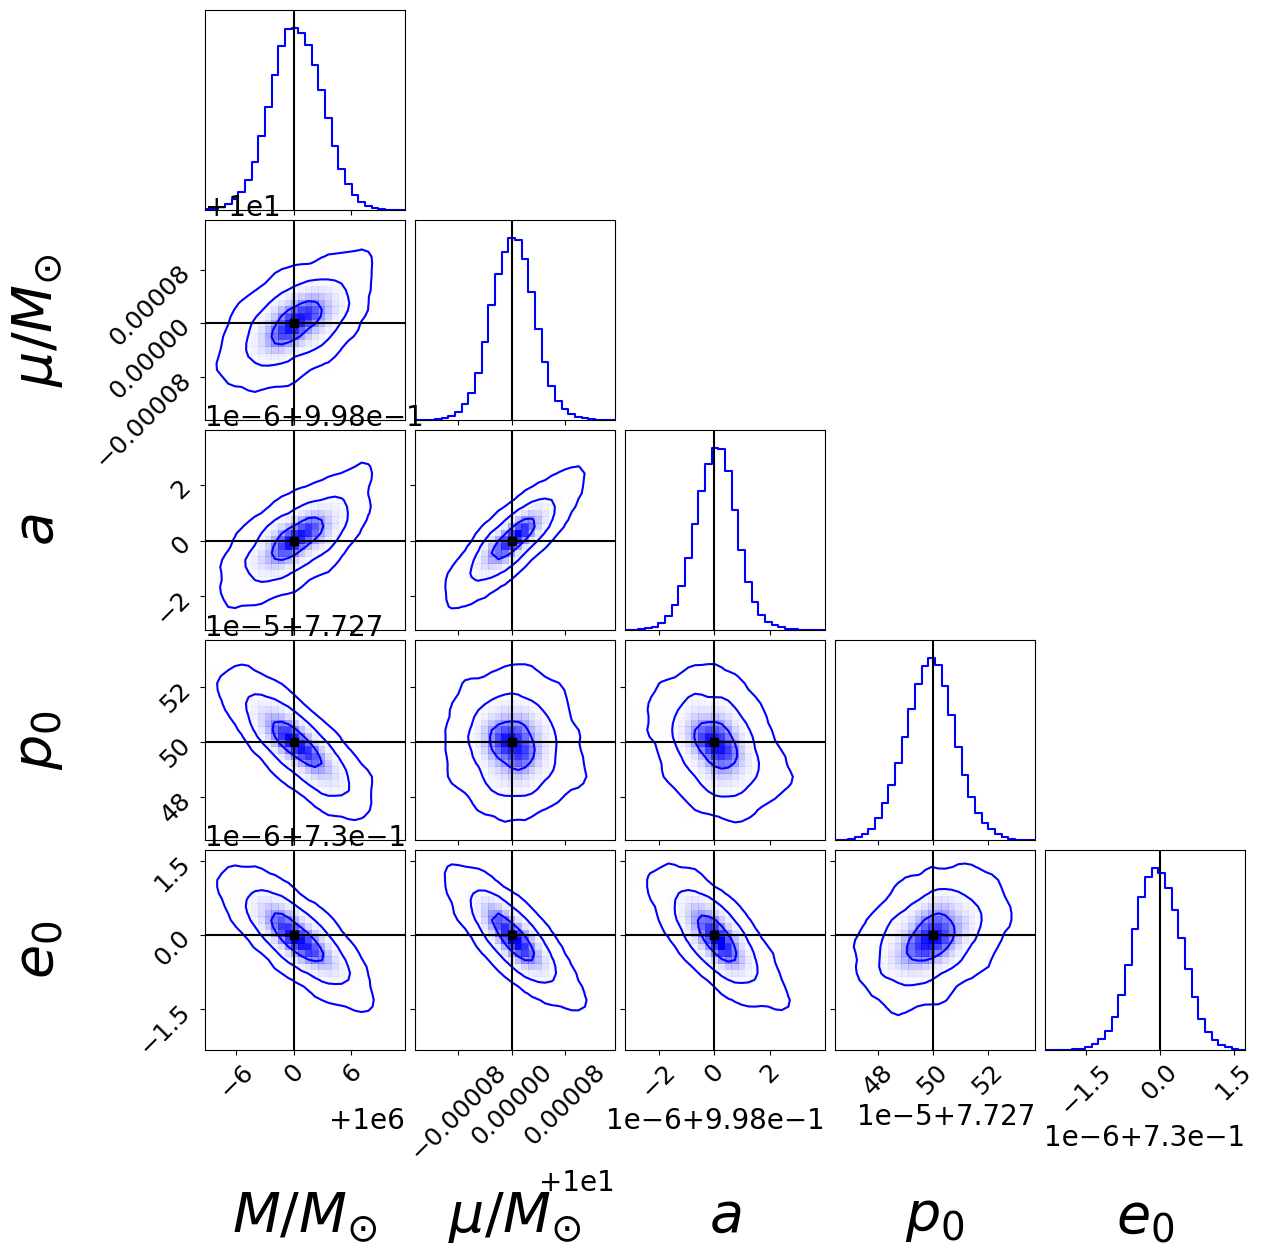 +1e1
μ/M⊙
0.00008
0.00000
−0.00008
1e−6+9.98e−1
a
2
0
−2
1e−5+7.727
p0
52
50
48
1e−6+7.3e−1
e0
1.5
0.0
−1.5
−6 0 6 −0.00008 0.00000 0.00008 −2 0 2 48 50 52 −1.5 0.0 1.5
+1e6 +1e1 1e−6+9.98e−1 1e−5+7.727 1e−6+7.3e−1
M/M⊙ μ/M⊙ a p0 e0